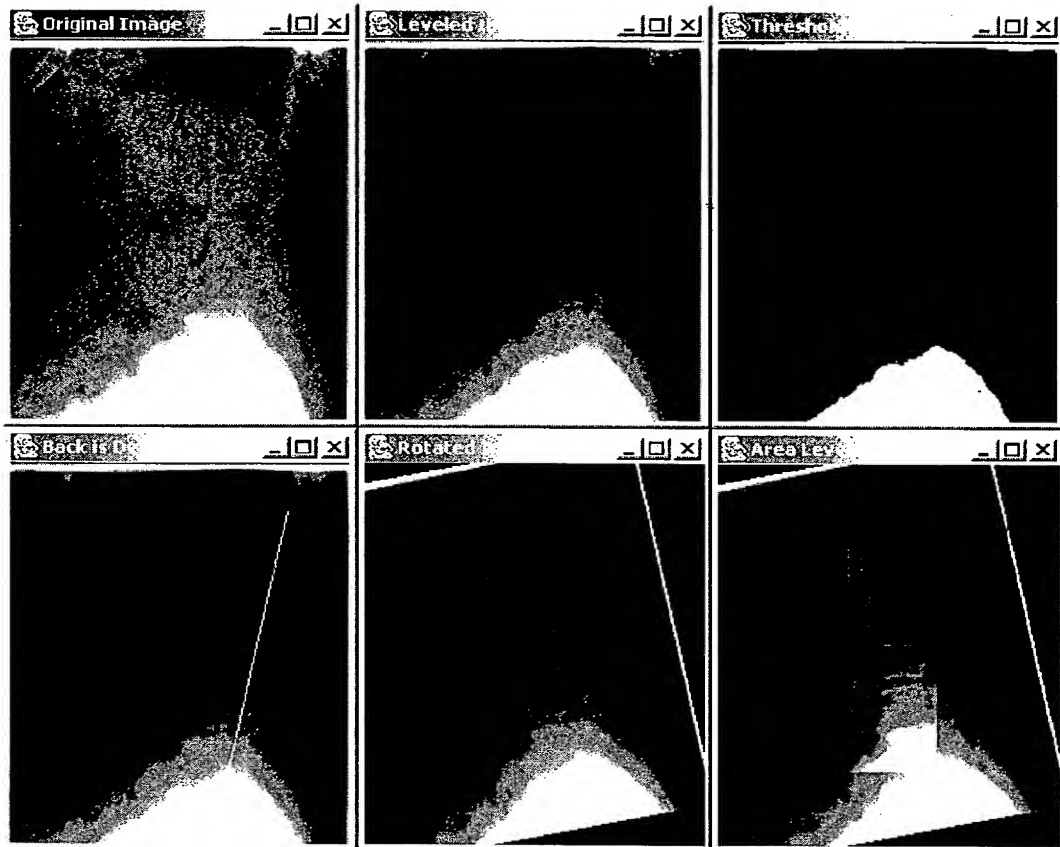 Original Image
Leveled
Thresho
Back is
Rotated
Area Lev